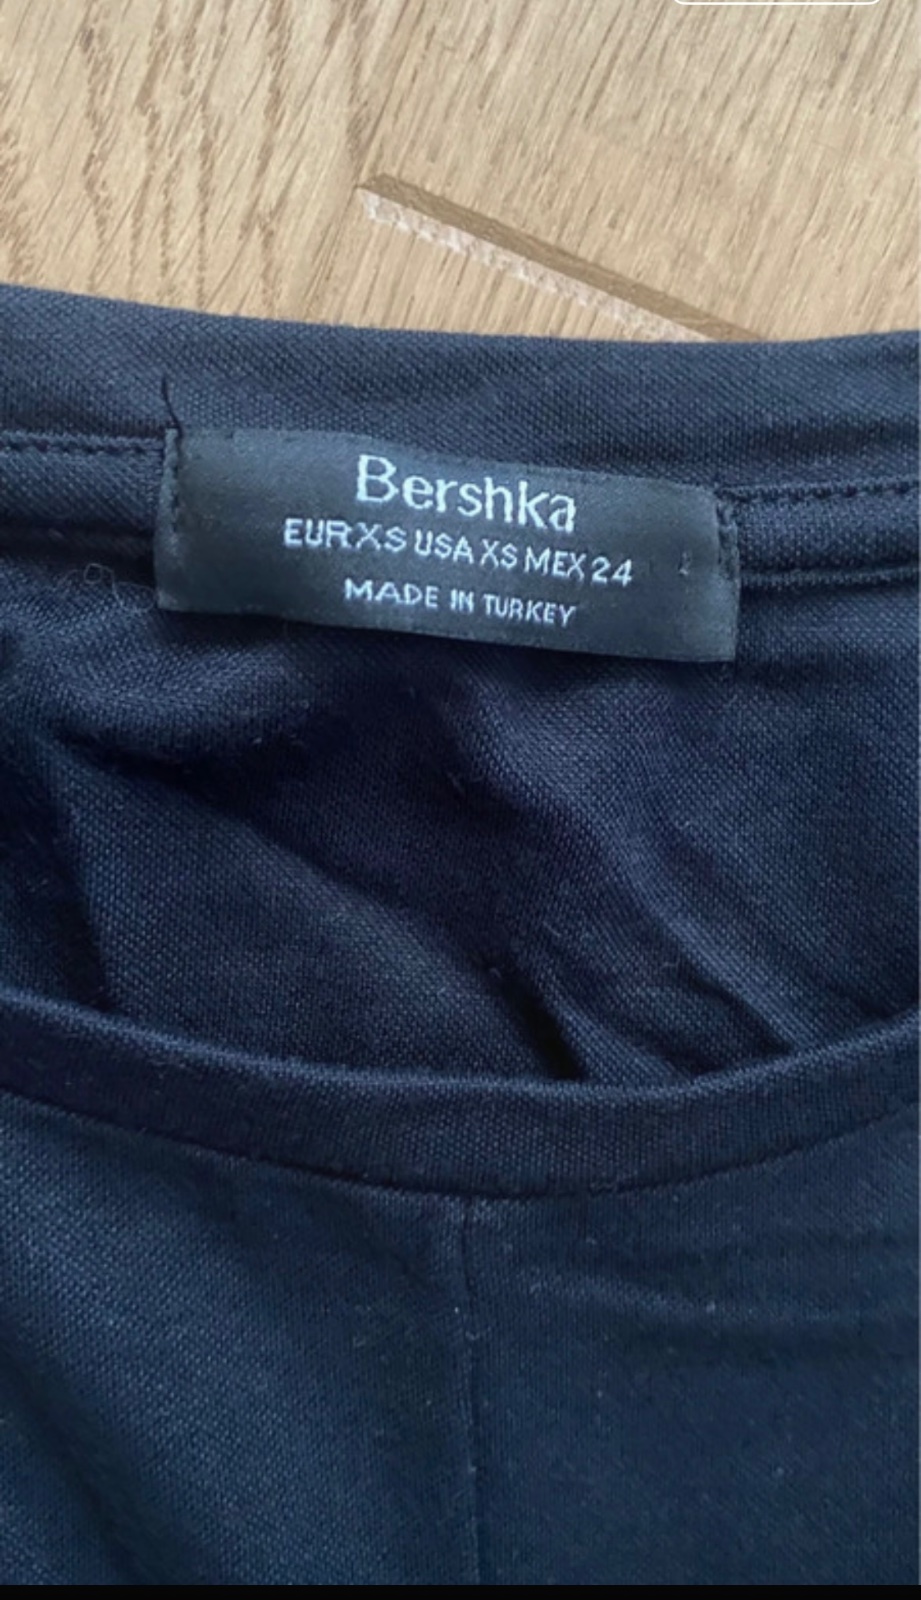 Bershka
EUR XS USA XS MEX 24
MADE IN TURKEY